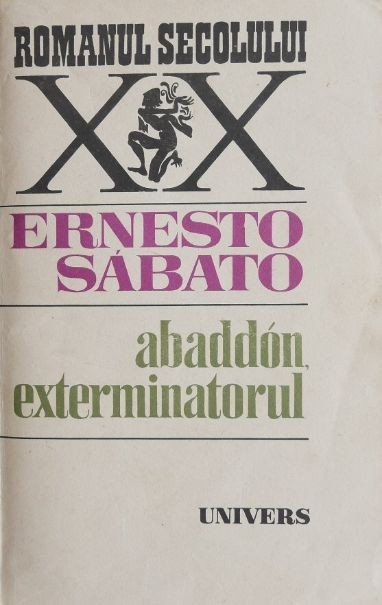 ROMANUL SECOLULUI
XX
ERNESTO
SÁBATO
abaddón,
exterminatorul
UNIVERS